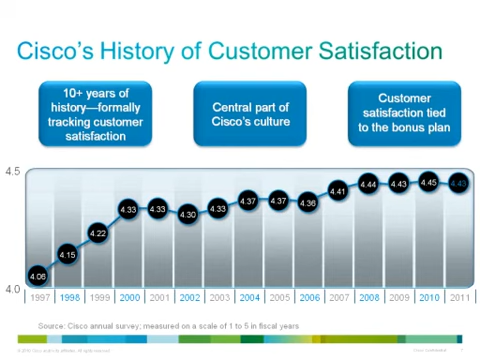 Cisco's History of Customer Satisfaction
10+ years of
history—formally
tracking customer
satisfaction
Central part of
Cisco's culture
Customer
satisfaction tied
to the bonus plan
4.5
4.06
4.15
4.22
4.33
4.33
4.30
4.33
4.37
4.37
4.36
4.41
4.44
4.43
4.45
4.43
4.0
1997 1998 1999 2000 2001 2002 2003 2004 2005 2006 2007 2008 2009 2010 2011
Source: Cisco annual survey; measured on a scale of 1 to 5 in fiscal years
All rights reserved.